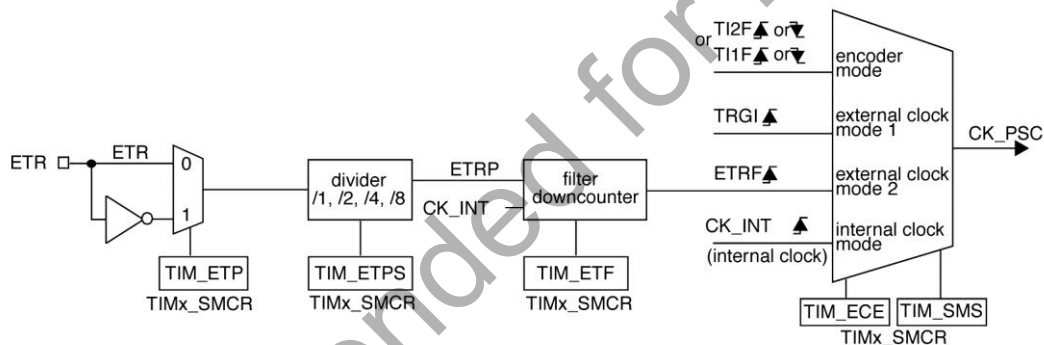 or TI2F or
TI1F or
encoder
mode
TRGI
external clock
mode 1
CK_PSC
ETR
ETR
0
1
divider
/1, /2, /4, /8
ETRP
CK_INT
filter
downcounter
ETRF
external clock
mode 2
CK_INT
(internal clock)
internal clock
mode
TIM_ETP
TIMx_SMCR
TIM_ETPS
TIMx_SMCR
TIM_ETF
TIMx_SMCR
TIM_ECE
TIM_SMS
TIMx_SMCR
ended for